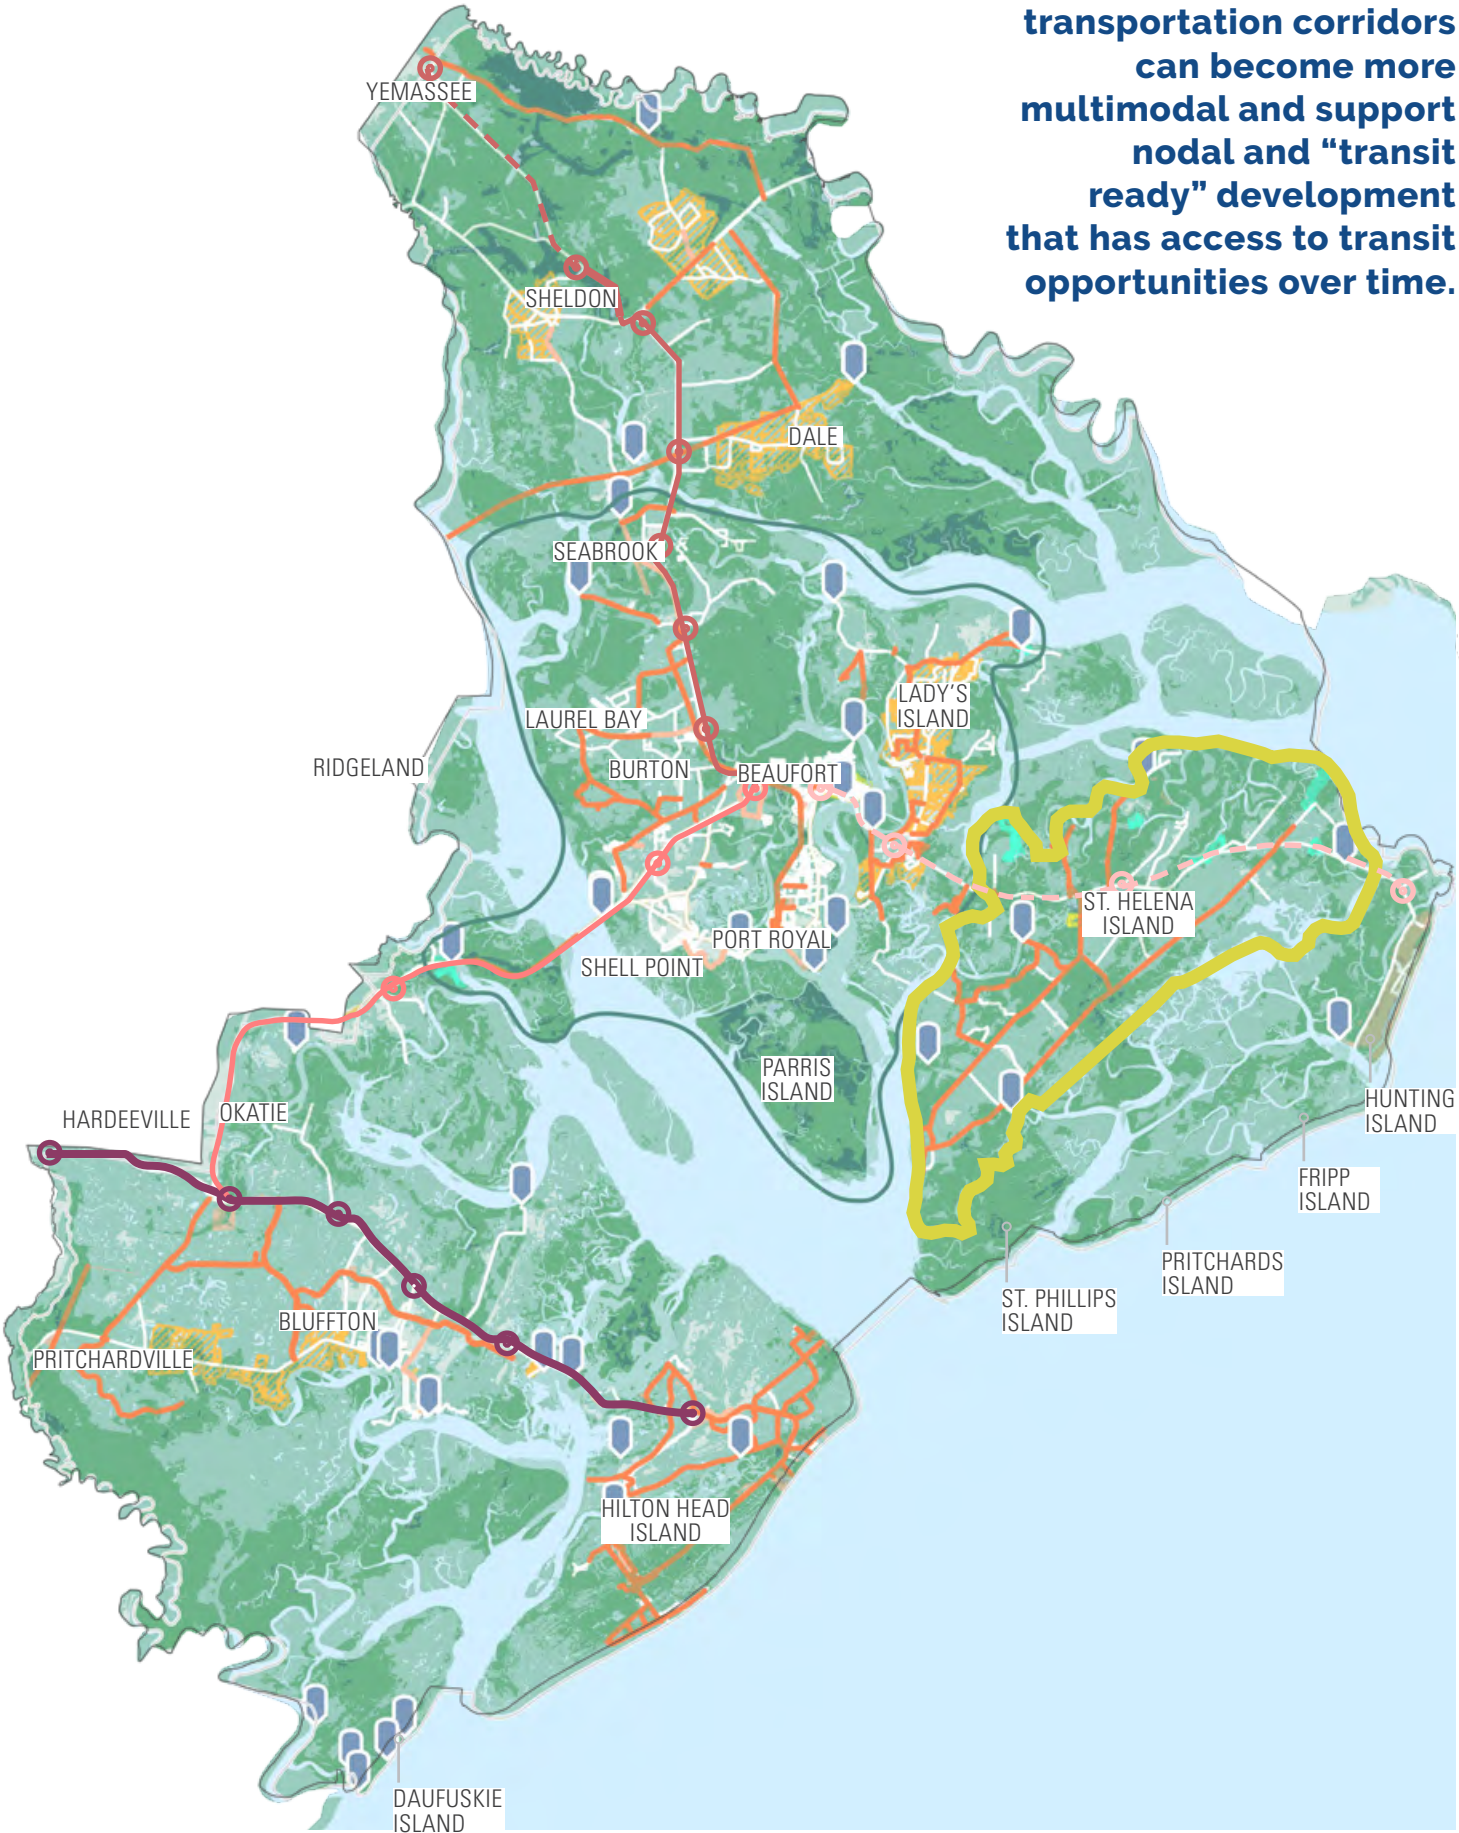 transportation corridors
can become more
multimodal and support
nodal and “transit
ready” development
that has access to transit
opportunities over time.
YEMASSEE
SHELDON
DALE
SEABROOK
LADY'S
ISLAND
LAUREL BAY
RIDGELAND
BURTON
BEAUFORT
ST. HELENA
ISLAND
PORT ROYAL
SHELL POINT
PARRIS
ISLAND
HUNTING
ISLAND
HARDEEVILLE
OKATIE
FRIPP
ISLAND
PRITCHARDS
ISLAND
ST. PHILLIPS
ISLAND
BLUFFTON
PRITCHARDVILLE
HILTON HEAD
ISLAND
DAUFUSKIE
ISLAND